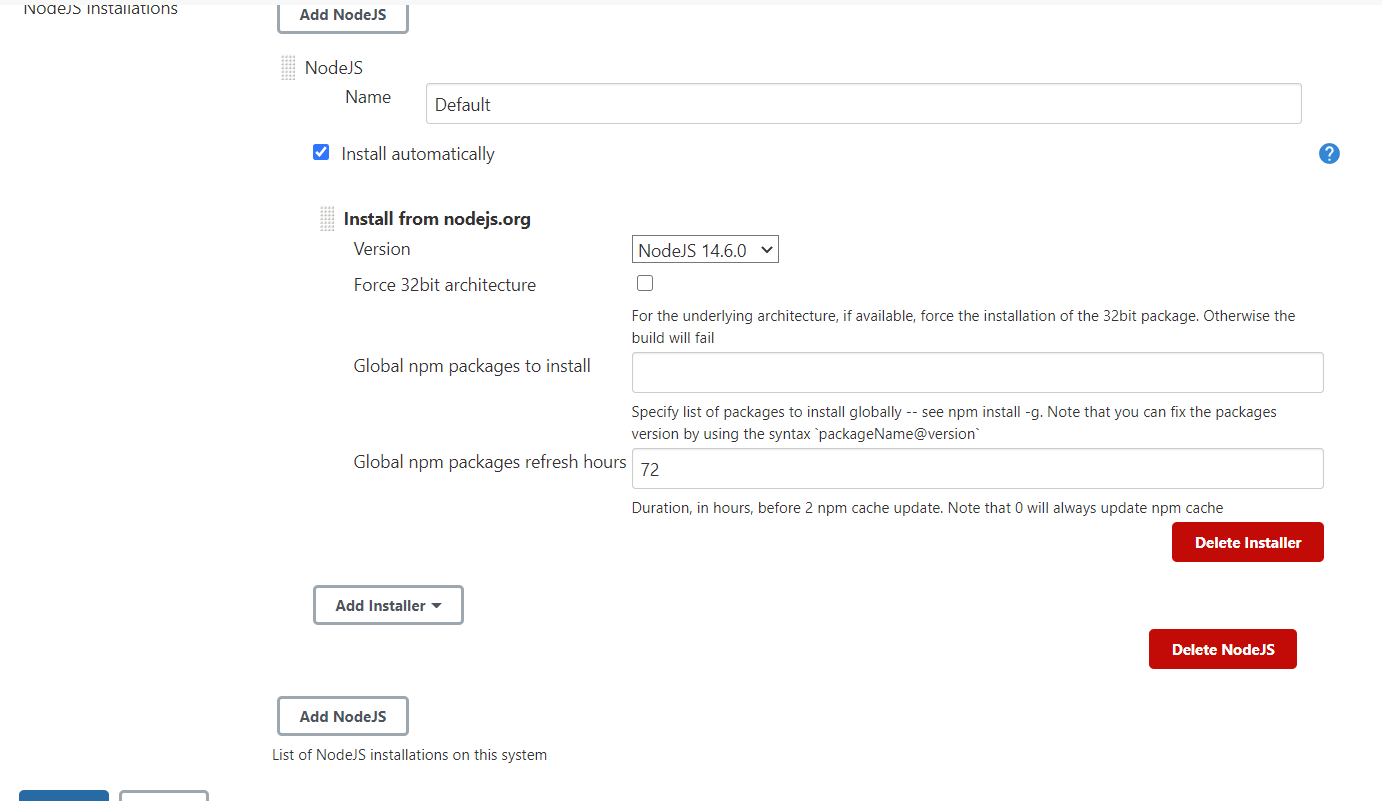 NodeJS Installations
Add NodeJS
NodeJS
Name
Default
Install automatically
?
Install from nodejs.org
Version
NodeJS 14.6.0
Force 32bit architecture
For the underlying architecture, if available, force the installation of the 32bit package. Otherwise the
build will fail
Global npm packages to install
Specify list of packages to install globally -- see npm install -g. Note that you can fix the packages
version by using the syntax `packageName@version`
Global npm packages refresh hours
72
Duration, in hours, before 2 npm cache update. Note that 0 will always update npm cache
Delete Installer
Add Installer
Delete NodeJS
Add NodeJS
List of NodeJS installations on this system